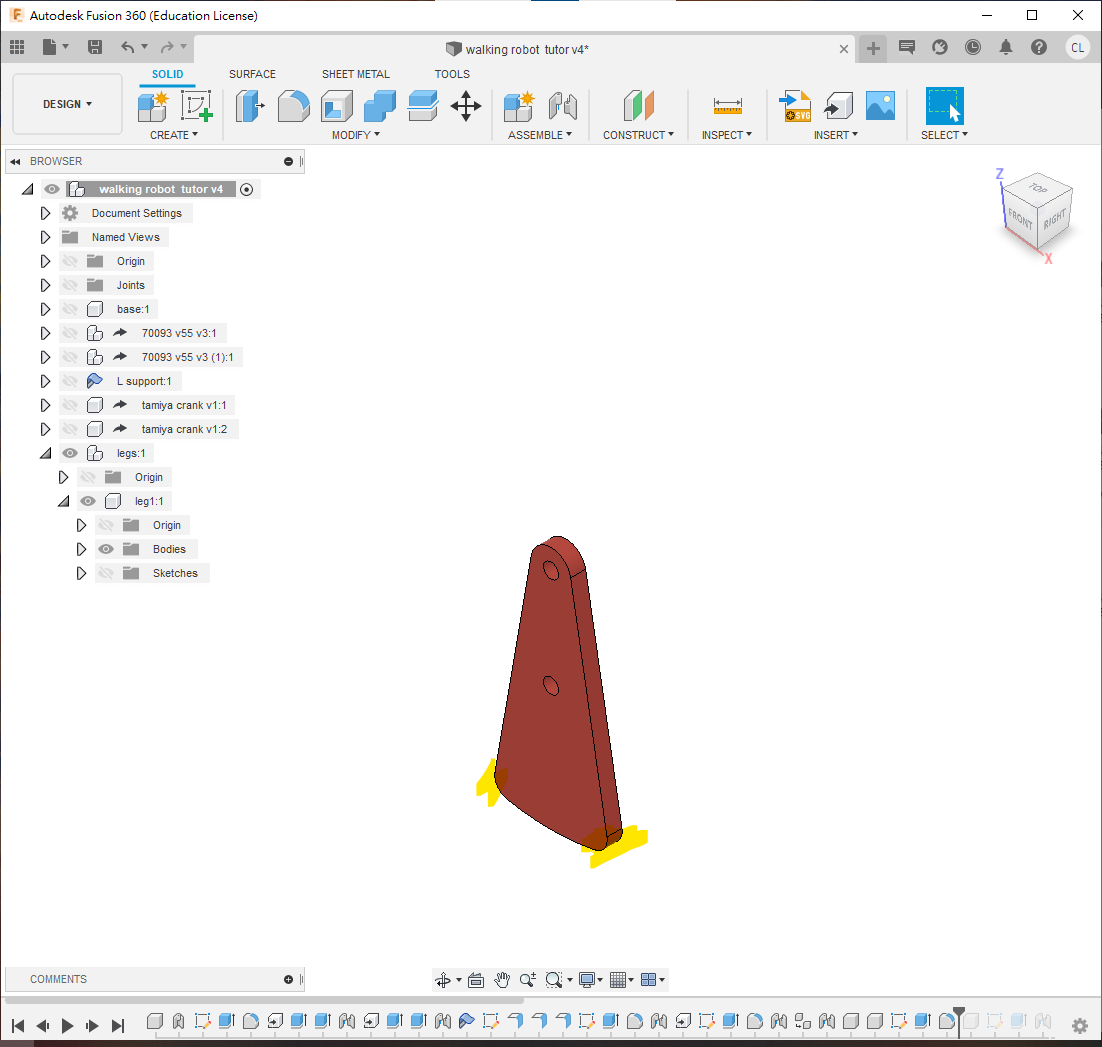 Autodesk Fusion 360 (Education License)
walking robot tutor v4*
CL
SOLID SURFACE SHEET METAL TOOLS
DESIGN
SVG
CREATE MODIFY ASSEMBLE CONSTRUCT INSPECT INSERT SELECT
BROWSER
walking robot tutor v4
Document Settings
Named Views
Origin
Joints
base:1
70093 v55 v3:1
70093 v55 v3 (1):1
L support:1
tamiya crank v1:1
tamiya crank v1:2
legs:1
Origin
leg1:1
Origin
Bodies
Sketches
Z
TOP
FRONT
RIGHT
X
COMMENTS